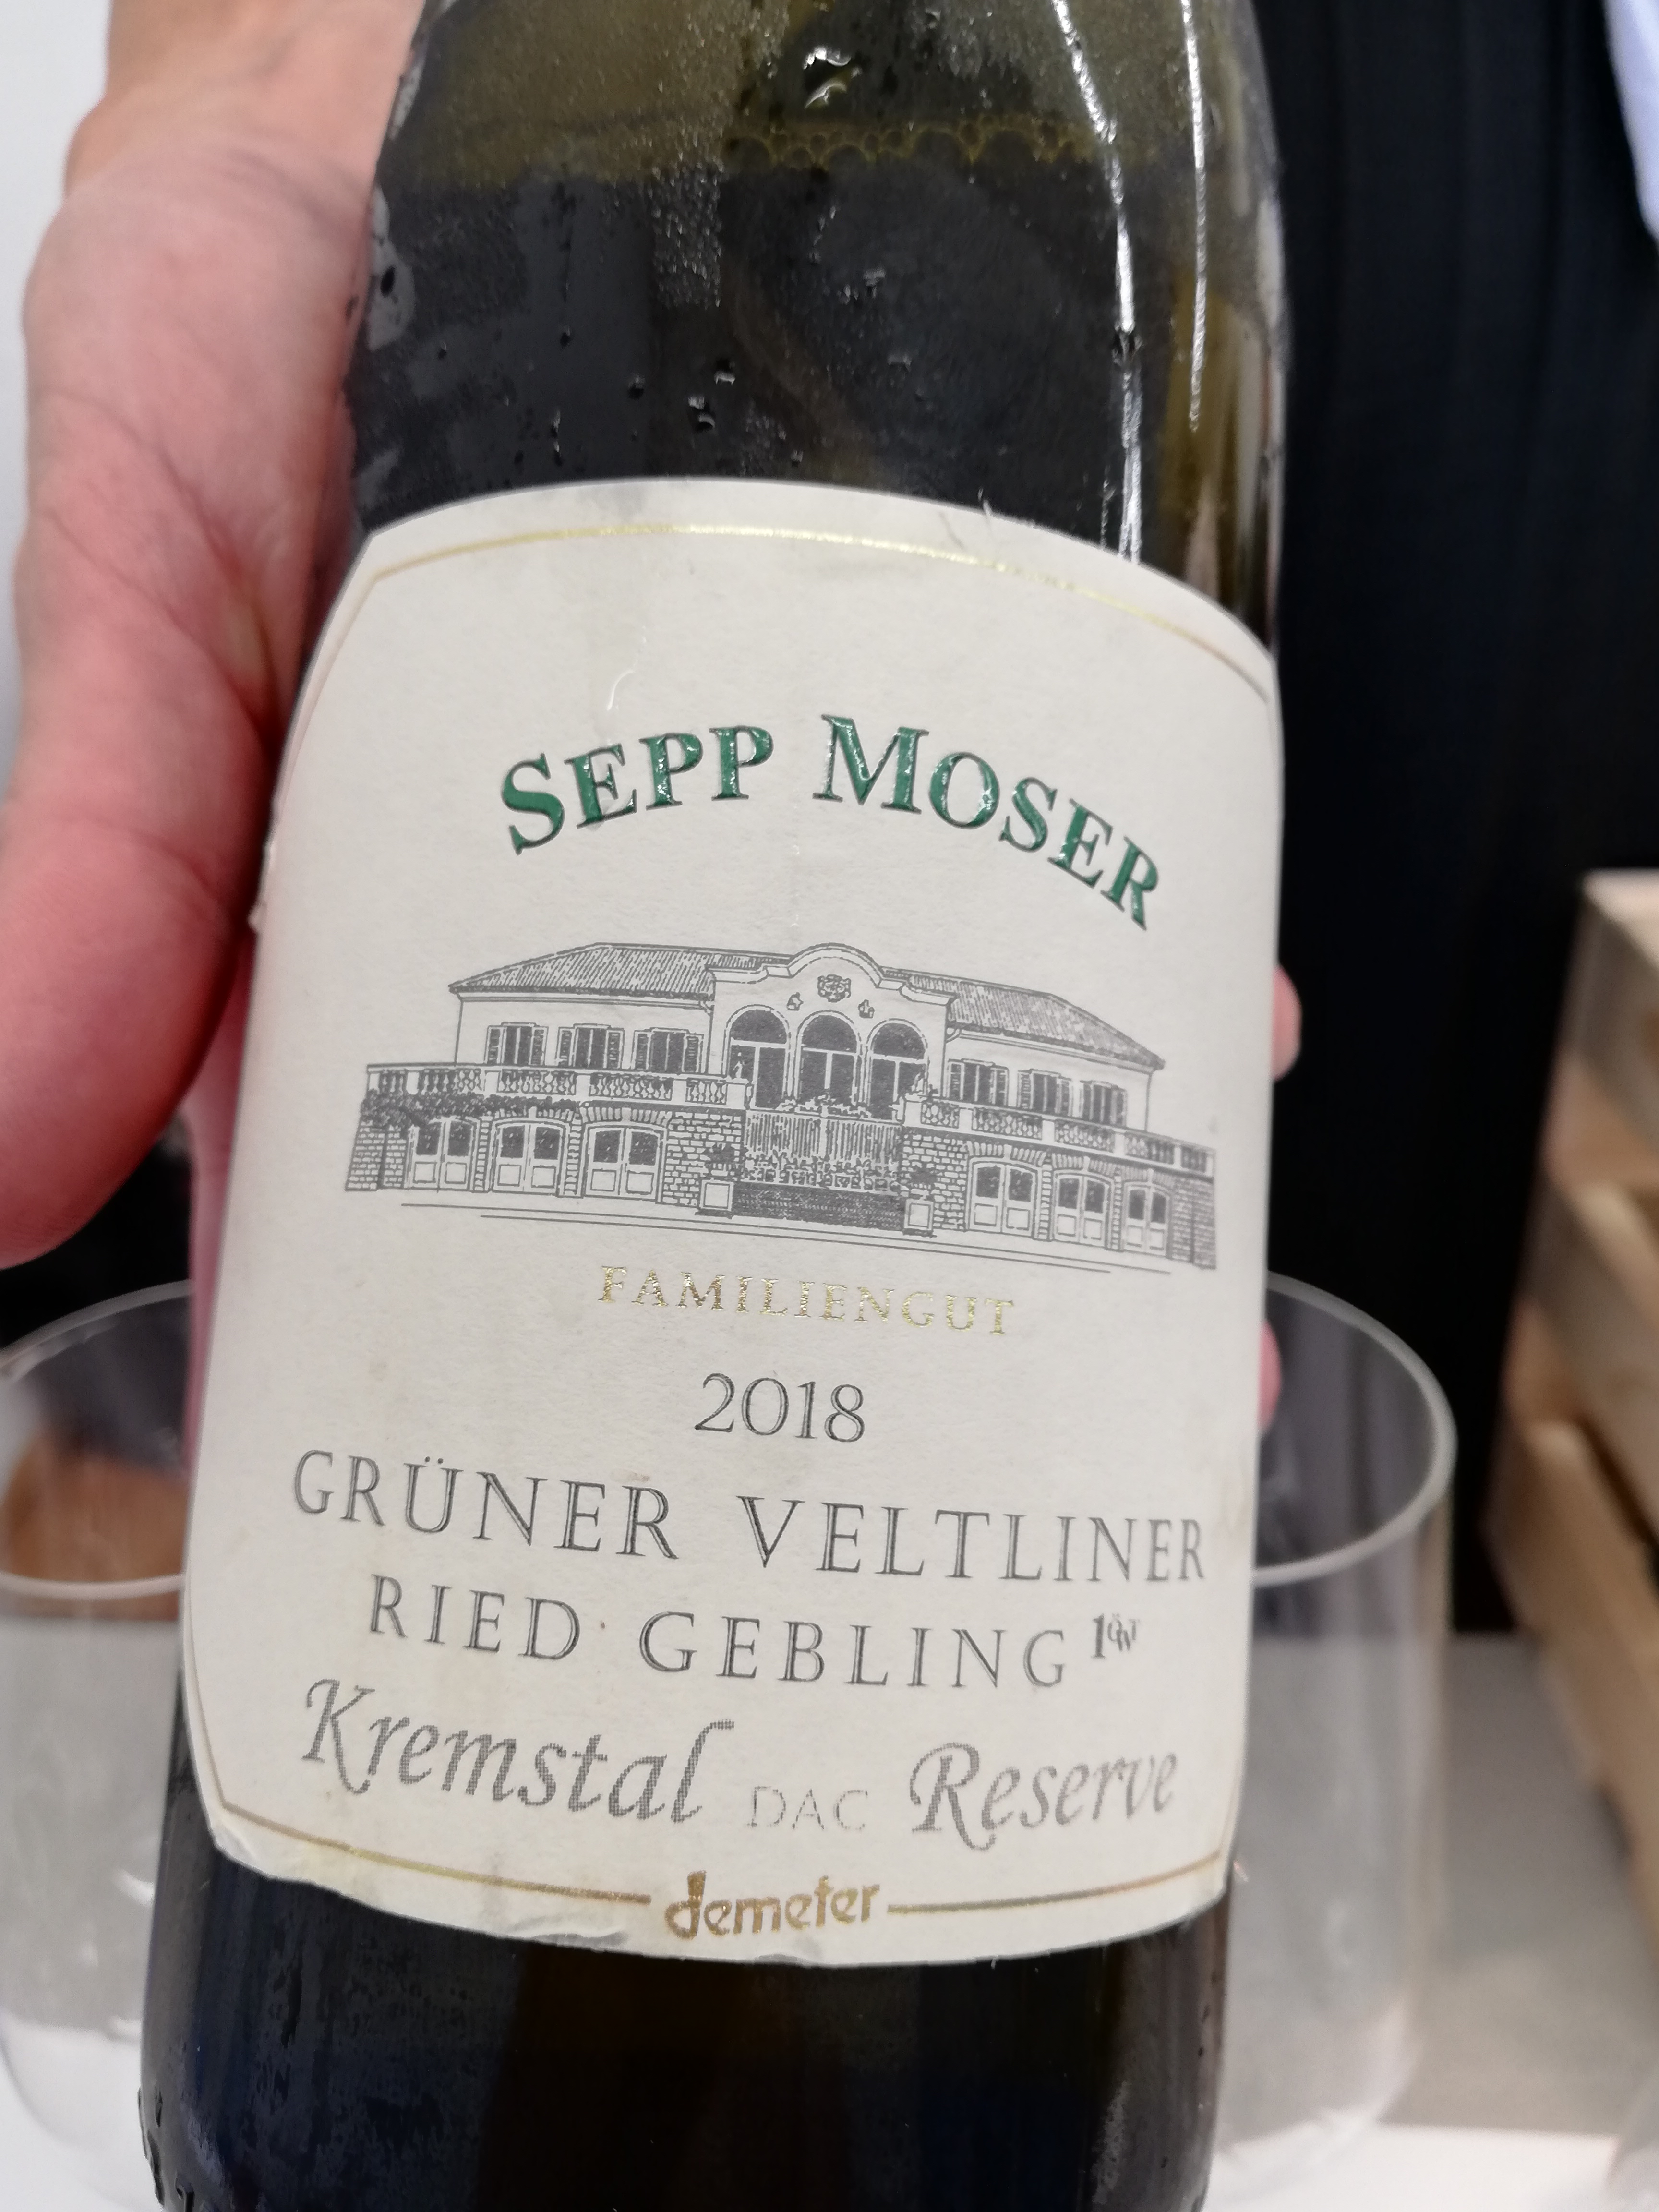 SEPP MOSER
FAMILIENGUT
2018
GRÜNER VELTLINER
RIED GEBLING 1ÖTW
Kremstal DAC Reserve
demeter